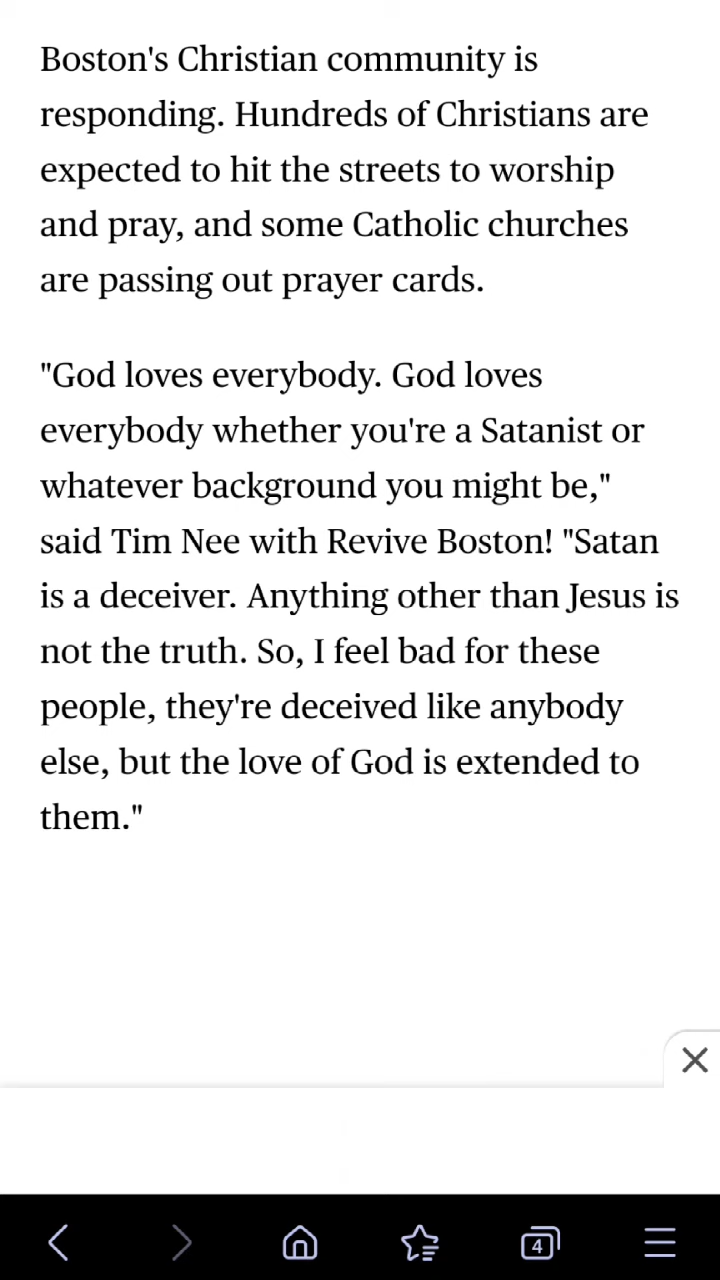 Boston's Christian community is
responding. Hundreds of Christians are
expected to hit the streets to worship
and pray, and some Catholic churches
are passing out prayer cards.
"God loves everybody. God loves
everybody whether you're a Satanist or
whatever background you might be,"
said Tim Nee with Revive Boston! "Satan
is a deceiver. Anything other than Jesus is
not the truth. So, I feel bad for these
people, they're deceived like anybody
else, but the love of God is extended to
them."
4